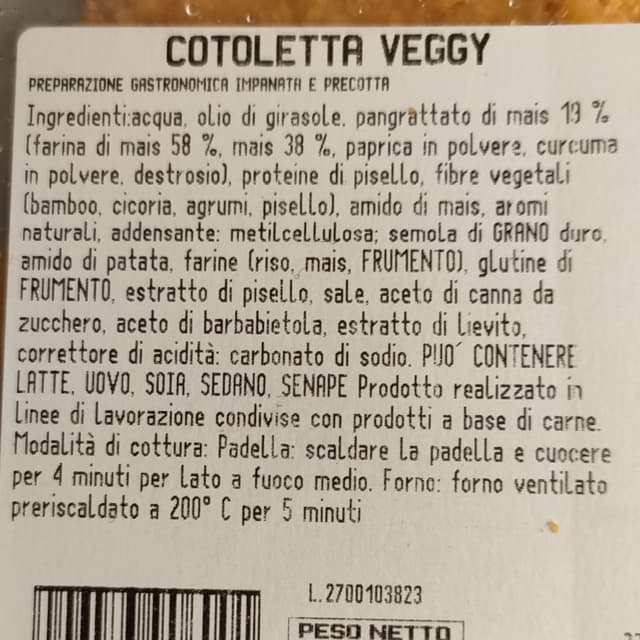 COTOLETTA VEGGY
PREPARAZIONE GASTRONOMICA IMPANATA E PRECOTTA
Ingredienti:acqua, olio di girasole, pangrattato di mais 19 %
(farina di mais 58 %, mais 38 %, paprica in polvere, curcuma
in polvere, destrosio), proteine di pisello, fibre vegetali
(bamboo, cicoria, agrumi, pisello), amido di mais, aromi
naturali, addensante: metilcellulosa; semola di GRANO duro,
amido di patata, farine (riso, mais, FRUMENTO), glutine di
FRUMENTO, estratto di pisello, sale, aceto di canna da
zucchero, aceto di barbabietola, estratto di lievito,
correttore di acidità: carbonato di sodio. PUO´ CONTENERE
LATTE, UOVO, SOIA, SEDANO, SENAPE Prodotto realizzato in
linee di lavorazione condivise con prodotti a base di carne.
Modalità di cottura: Padella: scaldare la padella e cuocere
per 4 minuti per lato a fuoco medio. Forno: forno ventilato
preriscaldato a 200° C per 5 minuti
L.2700103823
PESO NETTO